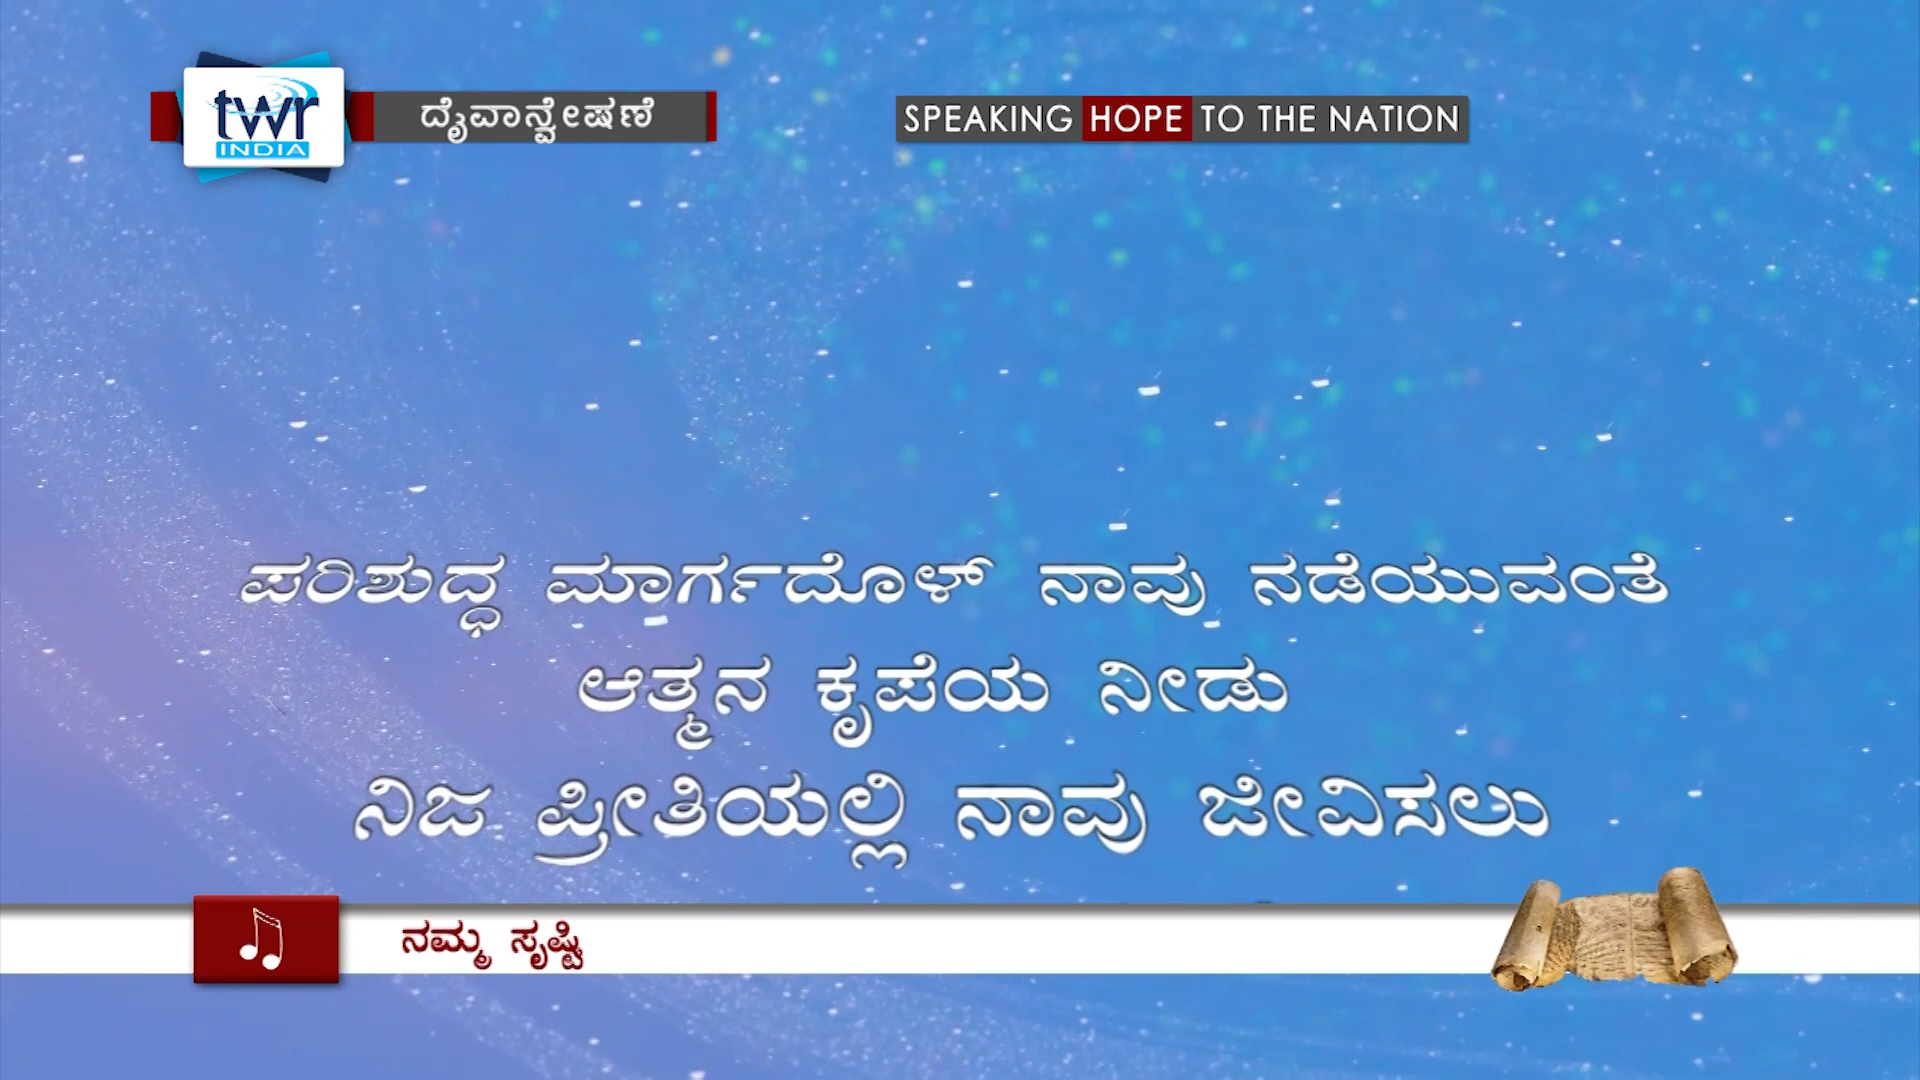 twr
INDIA
ದೈವಾನ್ವೇಷಣೆ
SPEAKING HOPE TO THE NATION
ಪರಿಶುದ್ಧ ಮಾರ್ಗದೊಳ್ ನಾವು ನಡೆಯುವಂತೆ
ಆತ್ಮನ ಕೃಪೆಯ ನೀಡು
ನಿಜ ಪ್ರೀತಿಯಲ್ಲಿ ನಾವು ಜೀವಿಸಲು
ನಮ್ಮ ಸೃಷ್ಟಿ